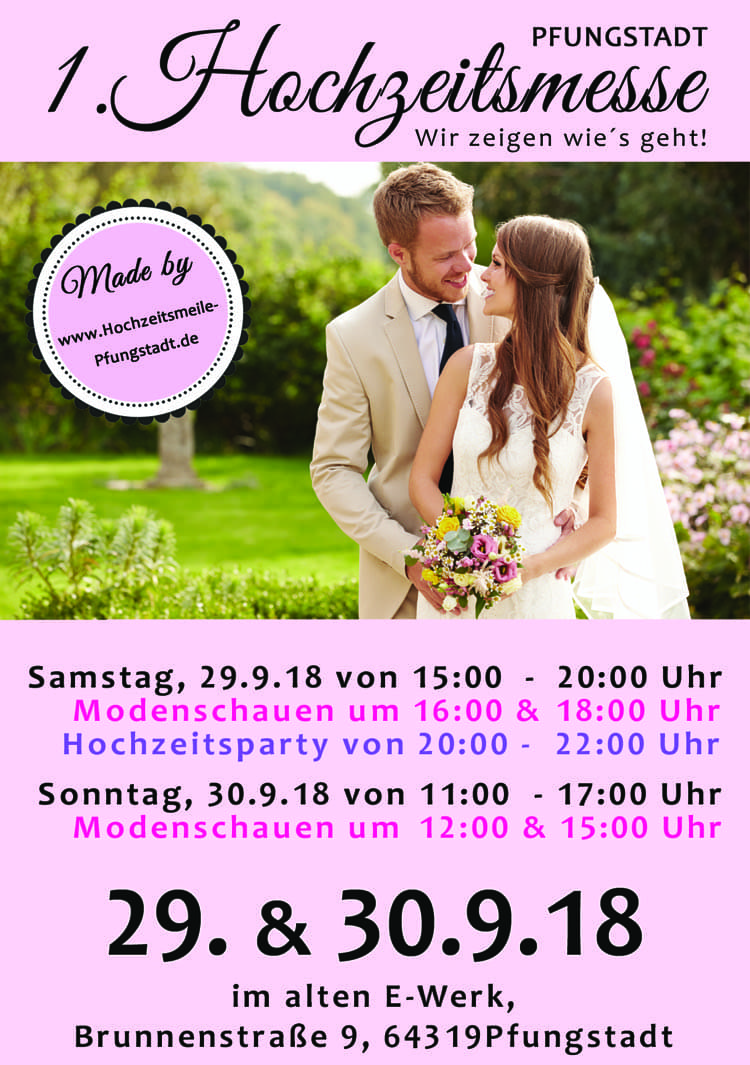 PFUNGSTADT
1. Hochzeitsmesse
Wir zeigen wie´s geht!
Made by
www.Hochzeitsmeile-
Pfungstadt.de
Samstag, 29.9.18 von 15:00 - 20:00 Uhr
Modenschauen um 16:00 & 18:00 Uhr
Hochzeitsparty von 20:00 - 22:00 Uhr
Sonntag, 30.9.18 von 11:00 - 17:00 Uhr
Modenschauen um 12:00 & 15:00 Uhr
29. & 30.9.18
im alten E-Werk,
Brunnenstraße 9, 64319Pfungstadt